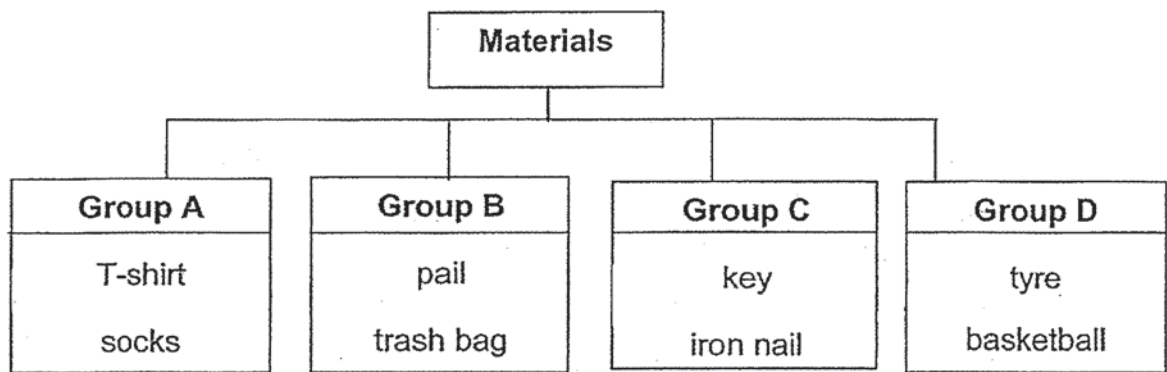 Materials
Group A
T-shirt
socks
Group B
pail
trash bag
Group C
key
iron nail
Group D
tyre
basketball